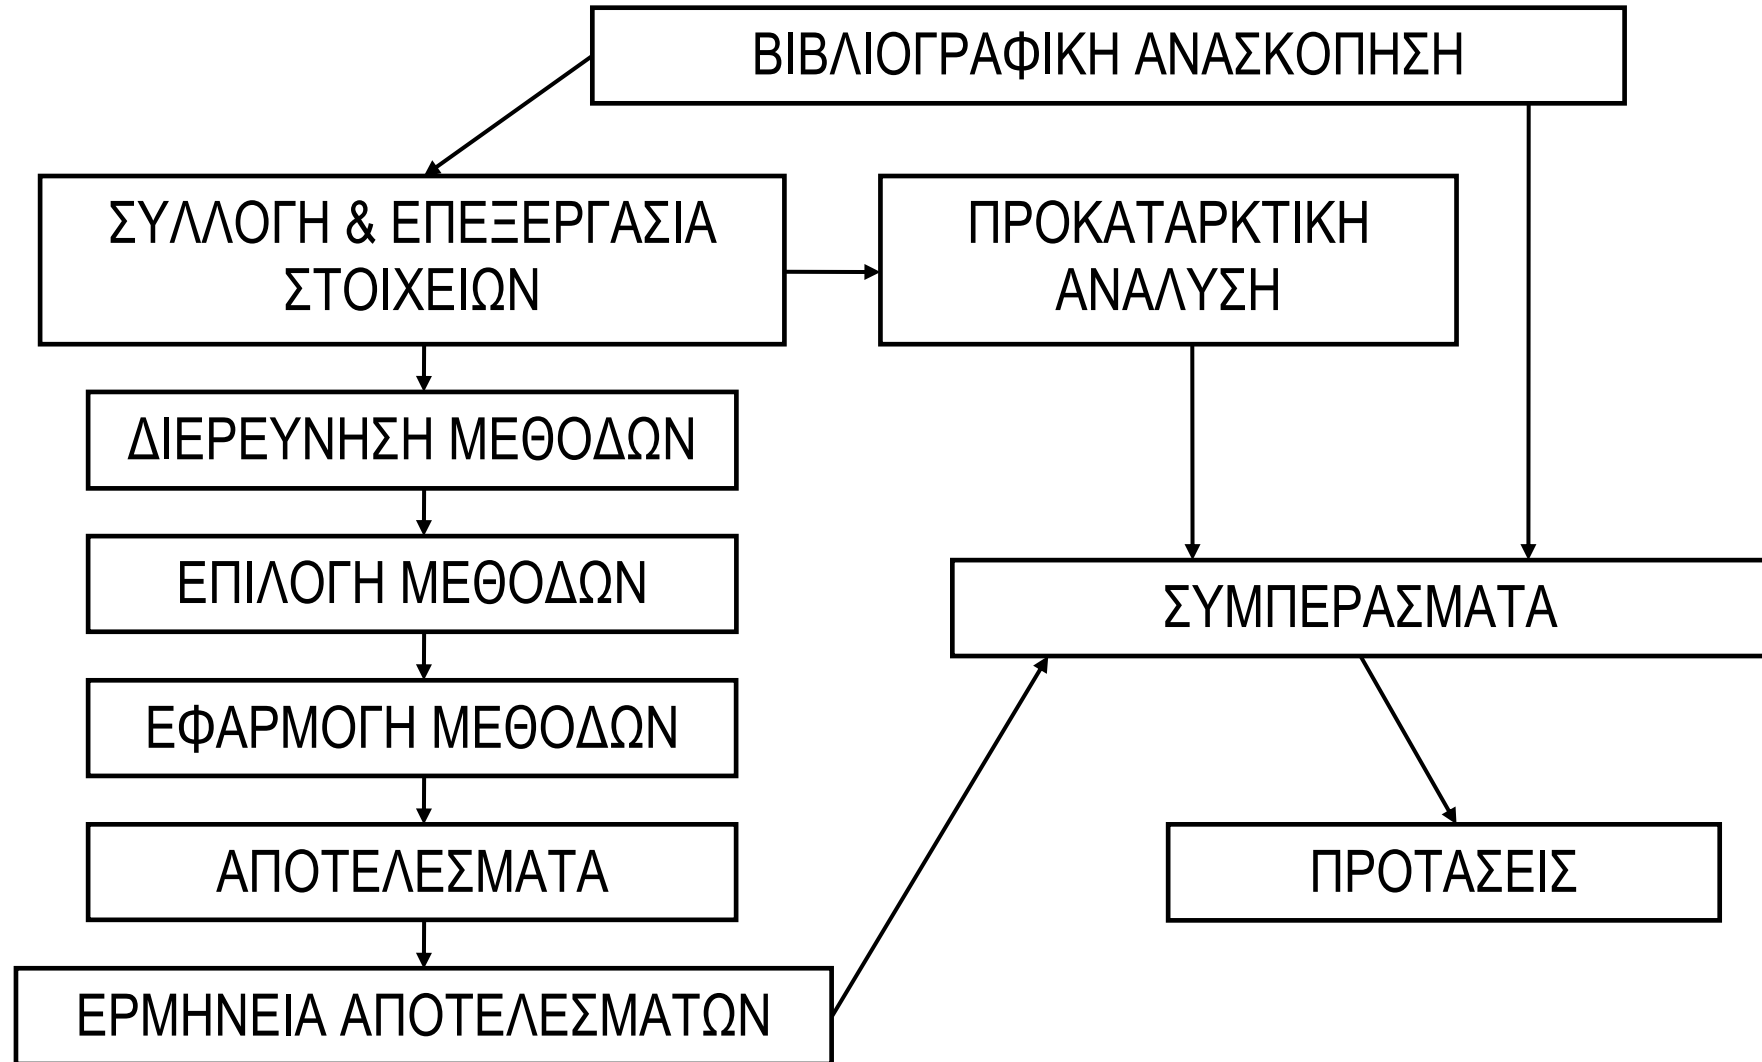 ΒΙΒΛΙΟΓΡΑΦΙΚΗ ΑΝΑΣΚΟΠΗΣΗ
ΣΥΛΛΟΓΗ & ΕΠΕΞΕΡΓΑΣΙΑ
ΣΤΟΙΧΕΙΩΝ
ΠΡΟΚΑΤΑΡΚΤΙΚΗ
ΑΝΑΛΥΣΗ
ΔΙΕΡΕΥΝΗΣΗ ΜΕΘΟΔΩΝ
ΕΠΙΛΟΓΗ ΜΕΘΟΔΩΝ
ΣΥΜΠΕΡΑΣΜΑΤΑ
ΕΦΑΡΜΟΓΗ ΜΕΘΟΔΩΝ
ΑΠΟΤΕΛΕΣΜΑΤΑ
ΠΡΟΤΑΣΕΙΣ
ΕΡΜΗΝΕΙΑ ΑΠΟΤΕΛΕΣΜΑΤΩΝ